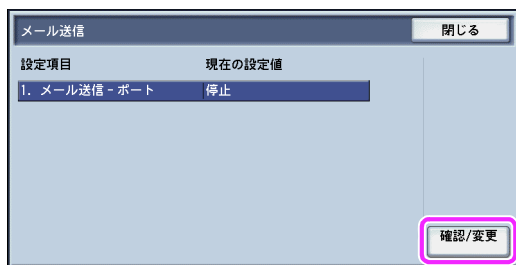 メール送信
閉じる
設定項目 現在の設定値
1. メール送信 - ポート 停止
確認/変更